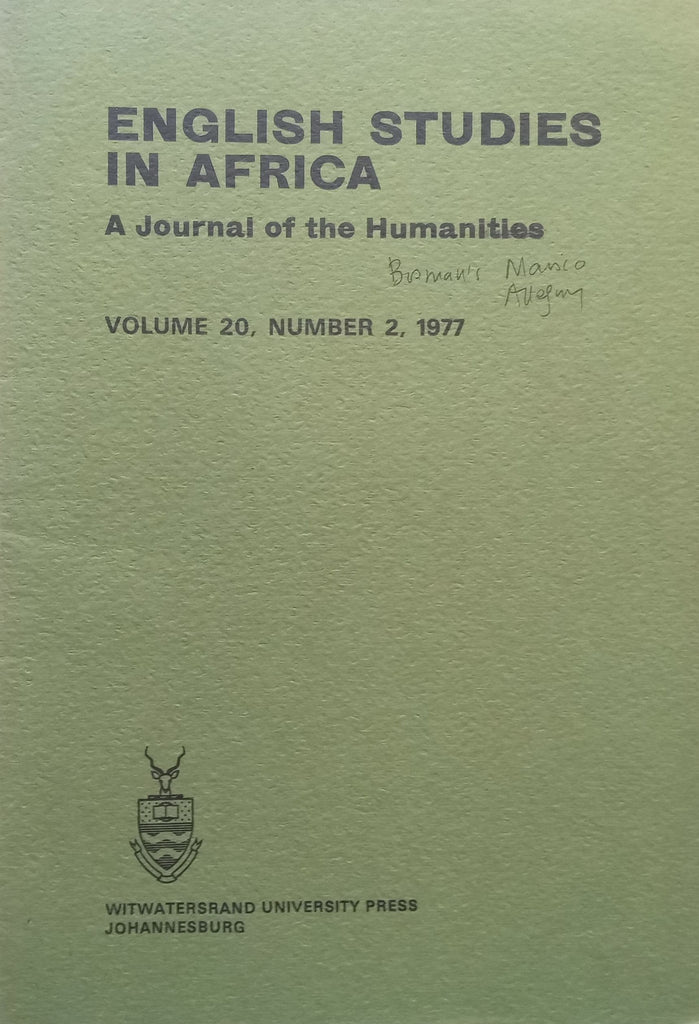 ENGLISH STUDIES
IN AFRICA
A Journal of the Humanities
Bosman's Marico
Allegory
VOLUME 20, NUMBER 2, 1977
WITWATERSRAND UNIVERSITY PRESS
JOHANNESBURG